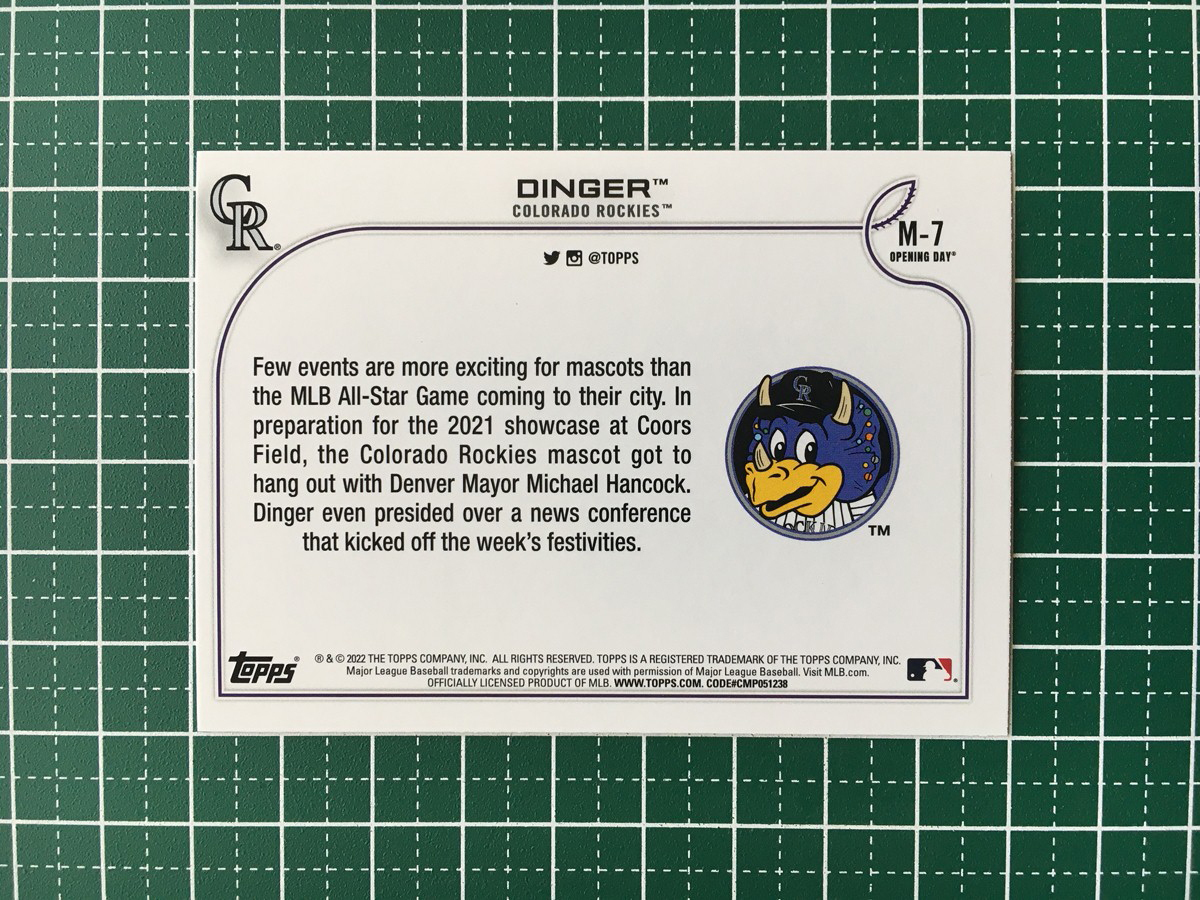 CR®
DINGER™
COLORADO ROCKIES™
M-7
OPENING DAY®
@TOPPS
Few events are more exciting for mascots than
the MLB All-Star Game coming to their city. In
preparation for the 2021 showcase at Coors
Field, the Colorado Rockies mascot got to
hang out with Denver Mayor Michael Hancock.
Dinger even presided over a news conference
that kicked off the week's festivities.
CR
OCKI
TM
topps®
® & © 2022 THE TOPPS COMPANY, INC. ALL RIGHTS RESERVED. TOPPS IS A REGISTERED TRADEMARK OF THE TOPPS COMPANY, INC.
Major League Baseball trademarks and copyrights are used with permission of Major League Baseball. Visit MLB.com.
OFFICIALLY LICENSED PRODUCT OF MLB. WWW.TOPPS.COM. CODE#CMP051238